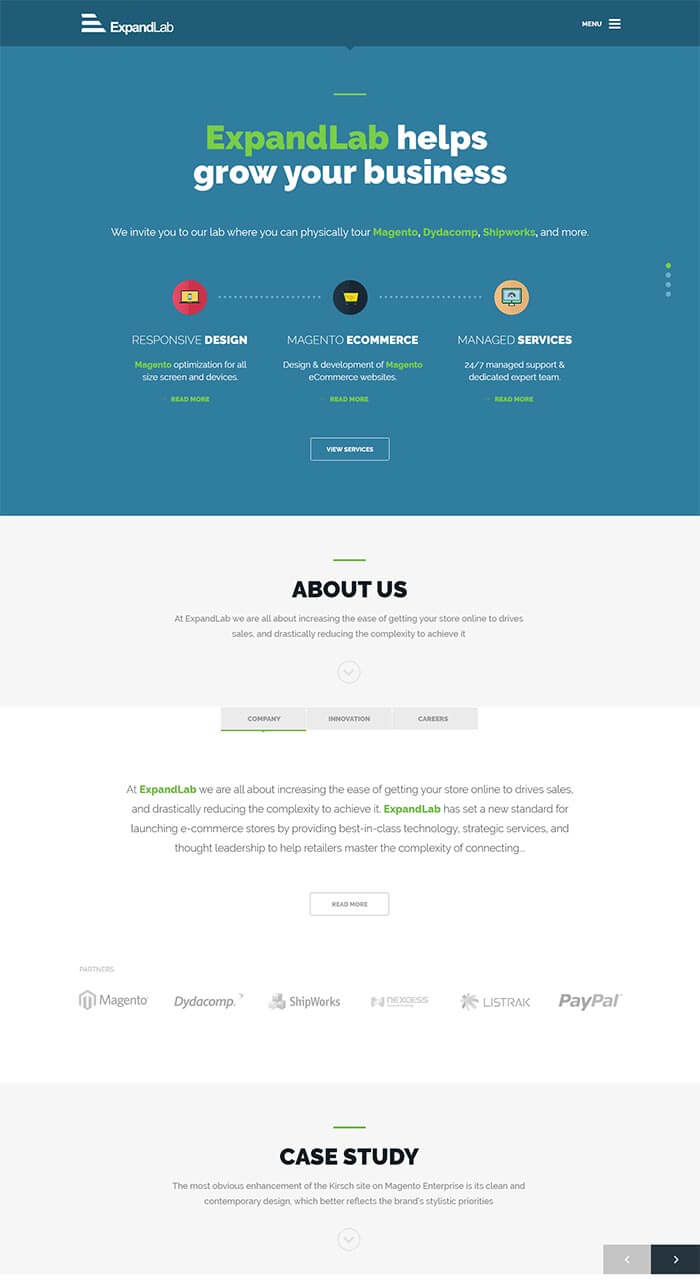 ExpandLab
MENU
ExpandLab helps
grow your business
We invite you to our lab where you can physically tour Magento, Dydacomp, Shipworks, and more.
RESPONSIVE DESIGN
Magento optimization for all
size screen and devices.
READ MORE
MAGENTO ECOMMERCE
Design & development of Magento
eCommerce websites.
READ MORE
MANAGED SERVICES
24/7 managed support &
dedicated expert team.
READ MORE
VIEW SERVICES
ABOUT US
At ExpandLab we are all about increasing the ease of getting your store online to drives
sales, and drastically reducing the complexity to achieve it
COMPANY
INNOVATION
CAREERS
At ExpandLab we are all about increasing the ease of getting your store online to drives sales,
and drastically reducing the complexity to achieve it. ExpandLab has set a new standard for
launching e-commerce stores by providing best-in-class technology, strategic services, and
thought leadership to help retailers master the complexity of connecting...
READ MORE
PARTNERS
Magento
Dydacomp.
ShipWorks
NEXCESS
LISTRAK
PayPal
CASE STUDY
The most obvious enhancement of the Kirsch site on Magento Enterprise is its clean and
contemporary design, which better reflects the brand's stylistic priorities